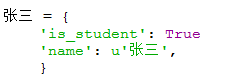 张三 = {
    'is_student': True
    'name': u'张三',
    }